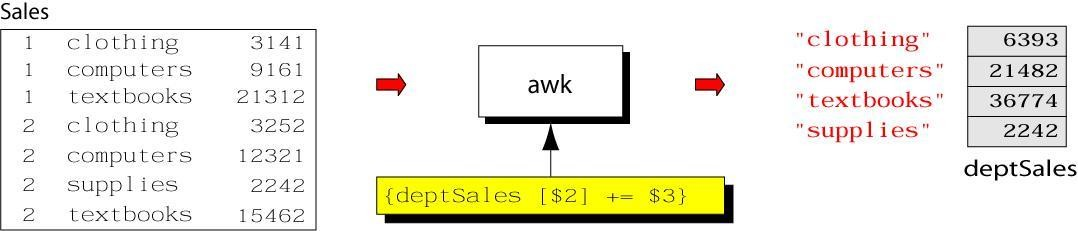 Sales
1 clothing 3141
1 computers 9161
1 textbooks 21312
2 clothing 3252
2 computers 12321
2 supplies 2242
2 textbooks 15462
awk
{deptSales [$2] += $3}
"clothing" 6393
"computers" 21482
"textbooks" 36774
"supplies" 2242
deptSales